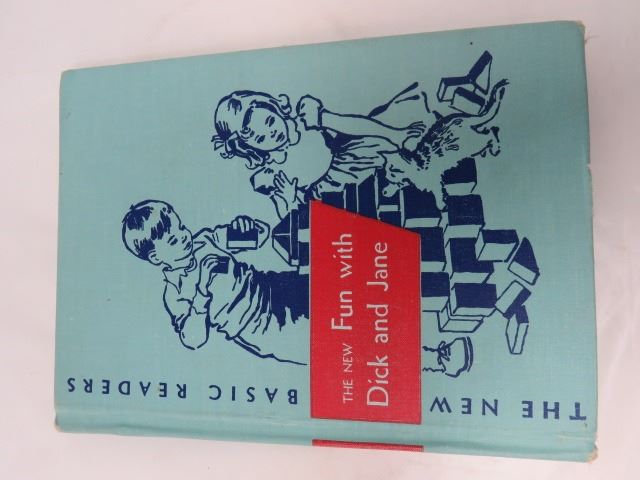 THE NEW Fun with
Dick and Jane
THE NEW BASIC READERS